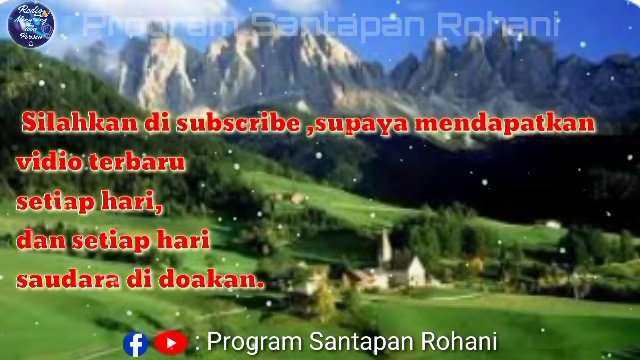 Program Santapan Rohani
Silahkan di subscribe ,supaya mendapatkan
vidio terbaru
setiap hari,
dan setiap hari
saudara di doakan.
: Program Santapan Rohani